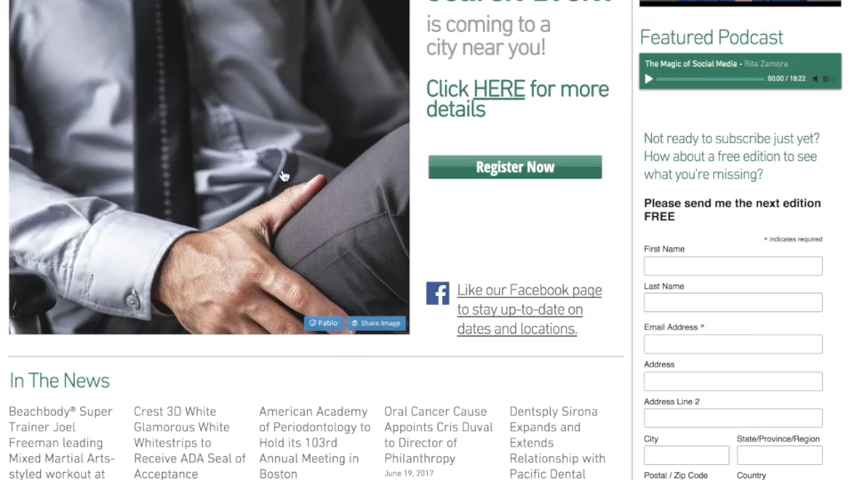 is coming to a
city near you!
Click HERE for more
details
Register Now
Like our Facebook page
to stay up-to-date on
dates and locations.
Pablo
Share Image
In The News
Beachbody® Super
Trainer Joel
Freeman leading
Mixed Martial Arts-
styled workout at
Crest 3D White
Glamorous White
Whitestrips to
Receive ADA Seal of
Acceptance
American Academy
of Periodontology to
Hold its 103rd
Annual Meeting in
Boston
Oral Cancer Cause
Appoints Cris Duval
to Director of
Philanthropy
June 19, 2017
Dentsply Sirona
Expands and
Extends
Relationship with
Pacific Dental
Featured Podcast
The Magic of Social Media - Rita Zamora
00:00 / 18:22
Not ready to subscribe just yet?
How about a free edition to see
what you're missing?
Please send me the next edition
FREE
* indicates required
First Name
Last Name
Email Address *
Address
Address Line 2
City
State/Province/Region
Postal / Zip Code
Country